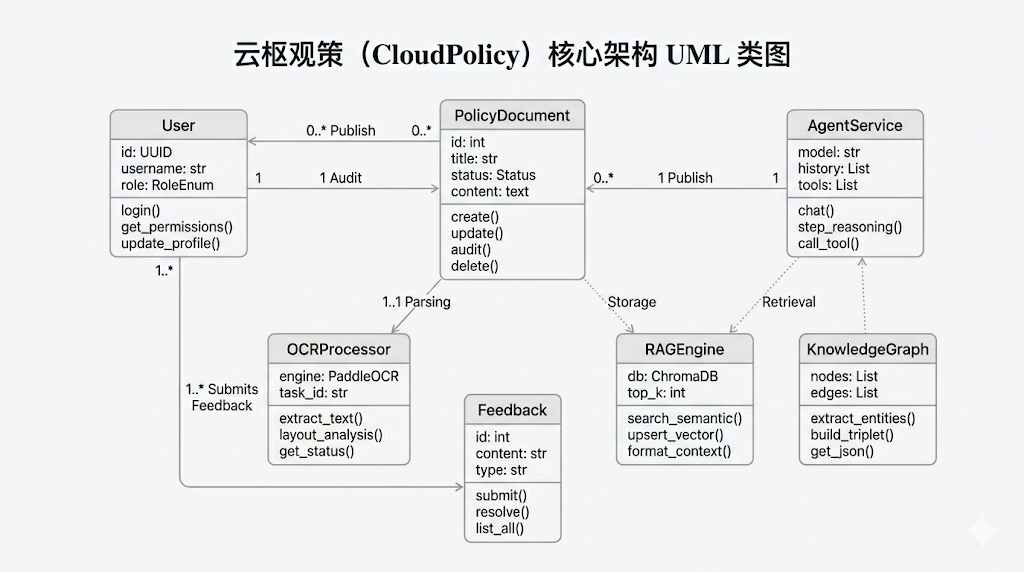 云枢观策（CloudPolicy）核心架构 UML 类图
User
id: UUID
username: str
role: RoleEnum
login()
get_permissions()
update_profile()
0..* Publish
0..*
1
1 Audit
PolicyDocument
id: int
title: str
status: Status
content: text
create()
update()
audit()
delete()
0..*
1 Publish
1
AgentService
model: str
history: List
tools: List
chat()
step_reasoning()
call_tool()
1..*
1..1 Parsing
Storage
Retrieval
OCRProcessor
engine: PaddleOCR
task_id: str
extract_text()
layout_analysis()
get_status()
1..* Submits
Feedback
Feedback
id: int
content: str
type: str
submit()
resolve()
list_all()
RAGEngine
db: ChromaDB
top_k: int
search_semantic()
upsert_vector()
format_context()
KnowledgeGraph
nodes: List
edges: List
extract_entities()
build_triplet()
get_json()